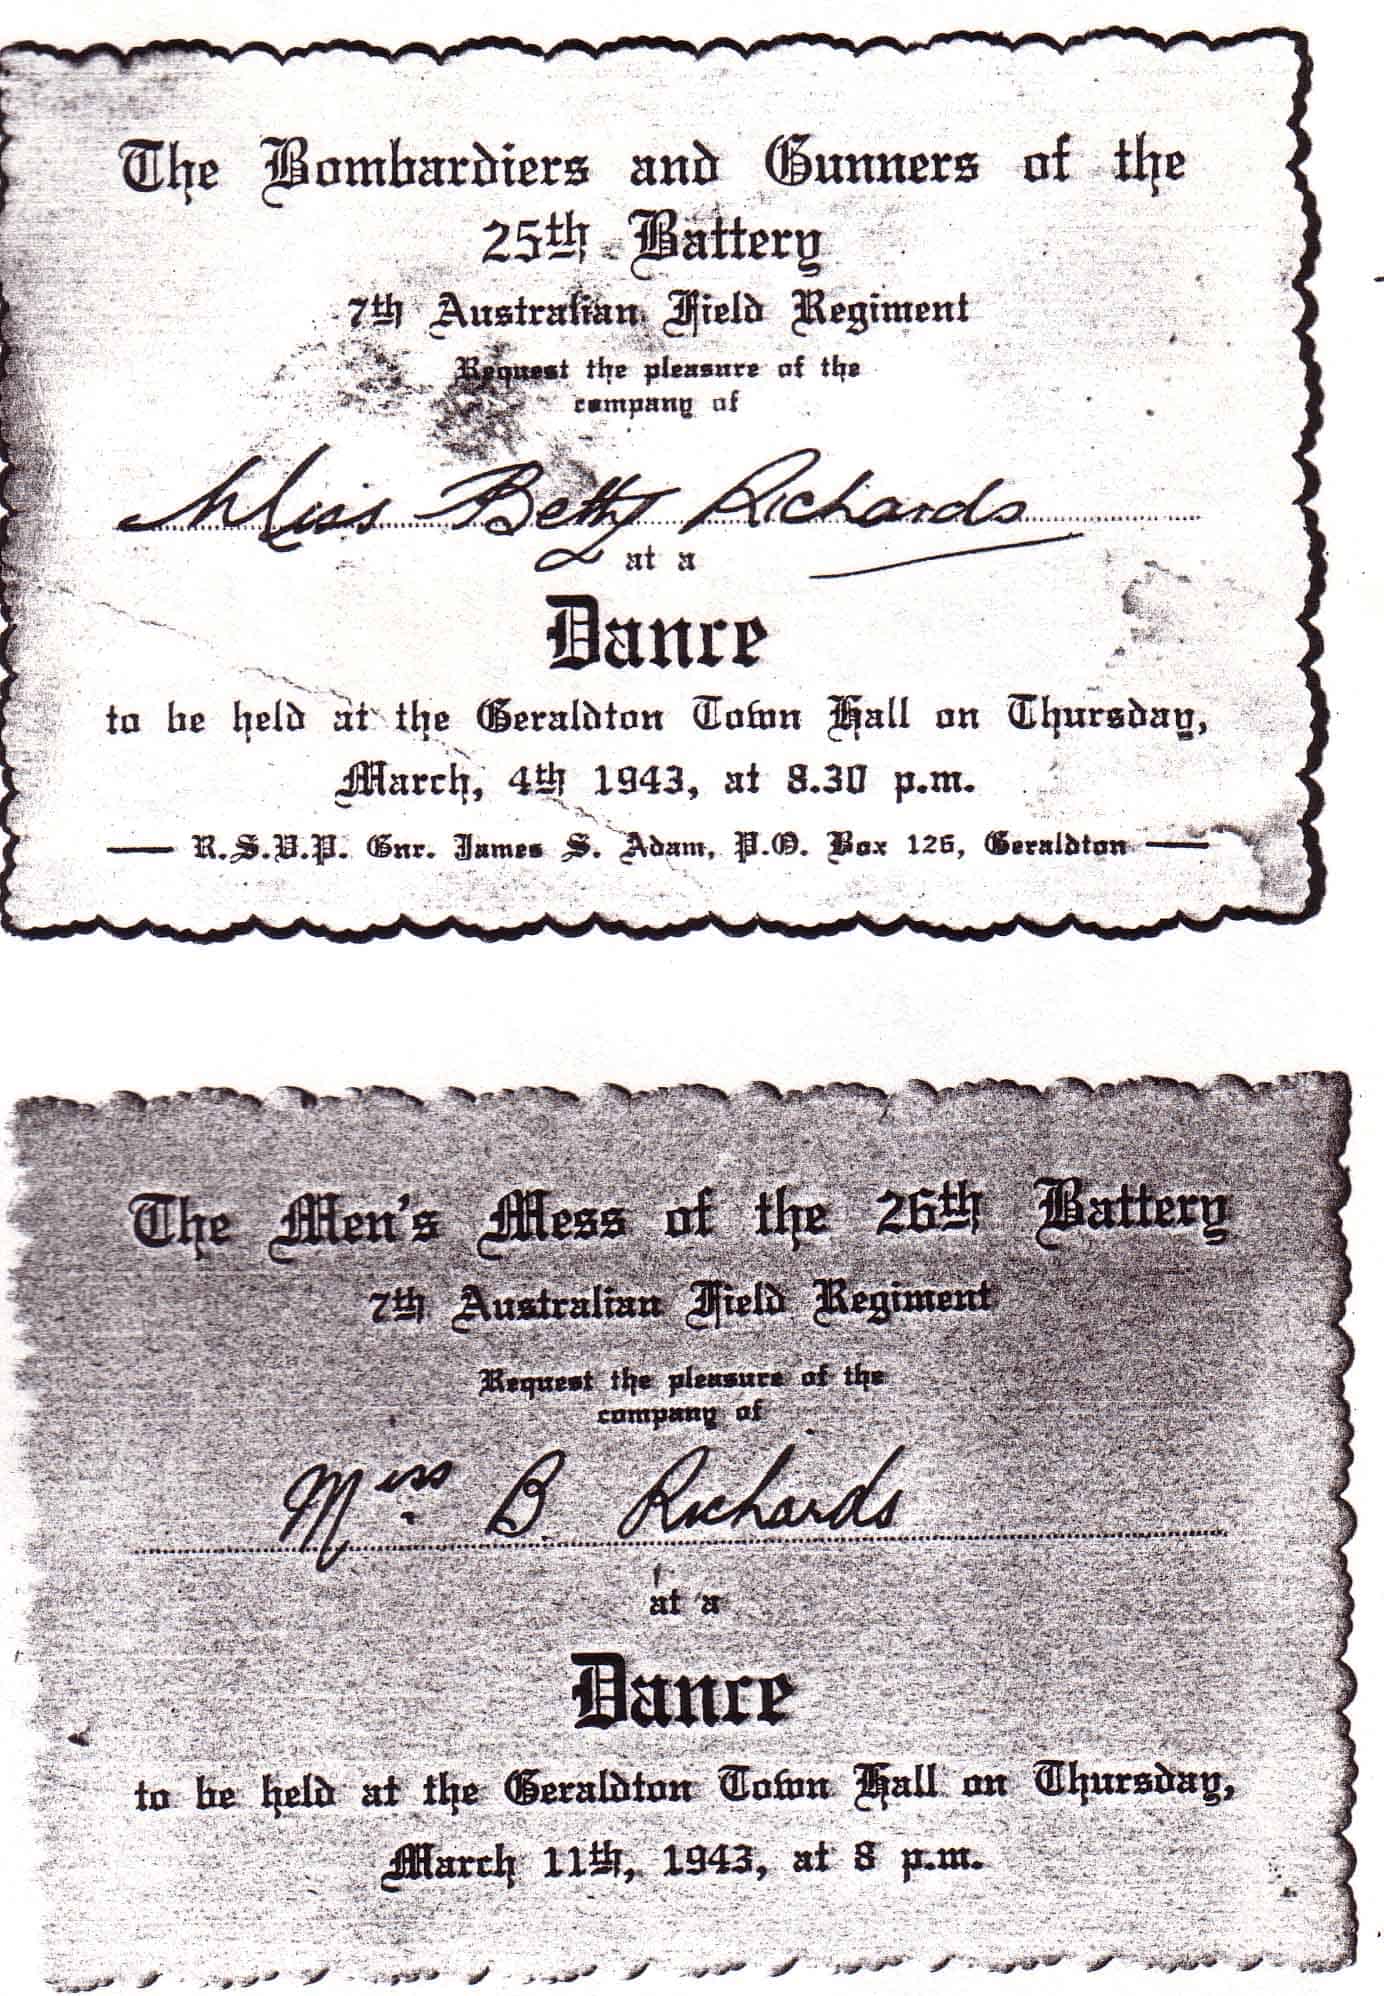 The Bombardiers and Gunners of the
25th Battery
7th Australian Field Regiment
Request the pleasure of the
company of
Miss Betty Richards
at a
Dance
to be held at the Geraldton Town Hall on Thursday,
March, 4th 1943, at 8.30 p.m.
R.S.V.P. Gnr. James S. Adam, P.O. Box 126, Geraldton
The Men's Mess of the 26th Battery
7th Australian Field Regiment
Request the pleasure of the
company of
Miss B. Richards
at a
Dance
to be held at the Geraldton Town Hall on Thursday,
March 11th, 1943, at 8 p.m.